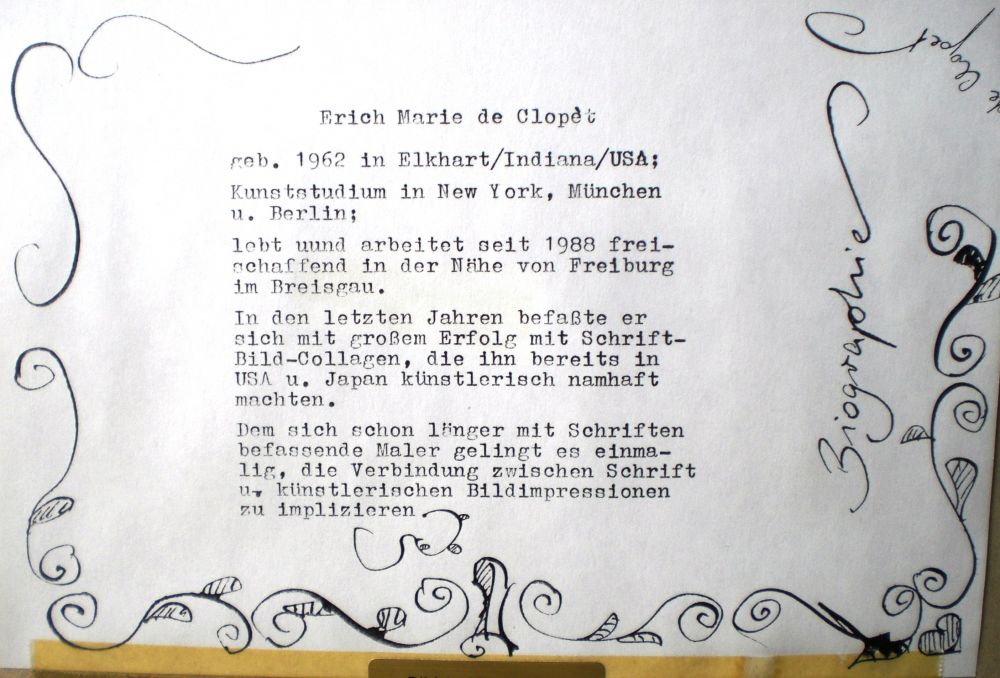 Erich Marie de Clopèt
geb. 1962 in Elkhart/Indiana/USA;
Kunststudium in New York, München
u. Berlin;
lebt uund arbeitet seit 1988 frei-
schaffend in der Nähe von Freiburg
im Breisgau.
In den letzten Jahren befaßte er
sich mit großem Erfolg mit Schrift-
Bild-Collagen, die ihn bereits in
USA u. Japan künstlerisch namhaft
machten.
Dem sich schon länger mit Schriften
befassende Maler gelingt es einma-
lig, die Verbindung zwischen Schrift
u. künstlerischen Bildimpressionen
zu implizieren
Biographie
de Clopet